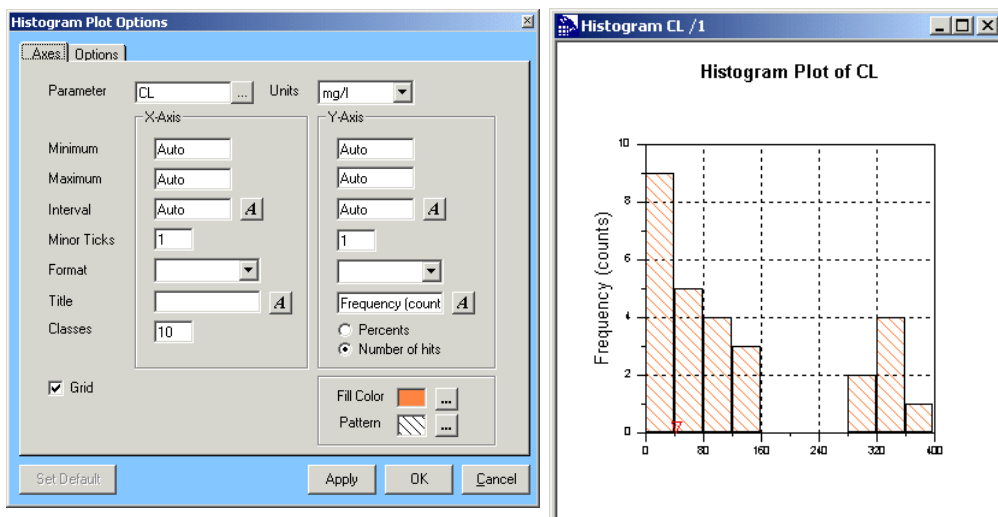 Histogram Plot Options
Axes Options
Parameter CL ... Units mg/l
X-Axis Y-Axis
Minimum Auto Auto
Maximum Auto Auto
Interval Auto A Auto A
Minor Ticks 1 1
Format
Title A Frequency (count A
Classes 10 Percents
Number of hits
Grid
Fill Color ...
Pattern ...
Set Default Apply OK Cancel
Histogram CL /1
Histogram Plot of CL
Frequency (counts)
10
8
6
4
2
0
0 80 160 240 320 400